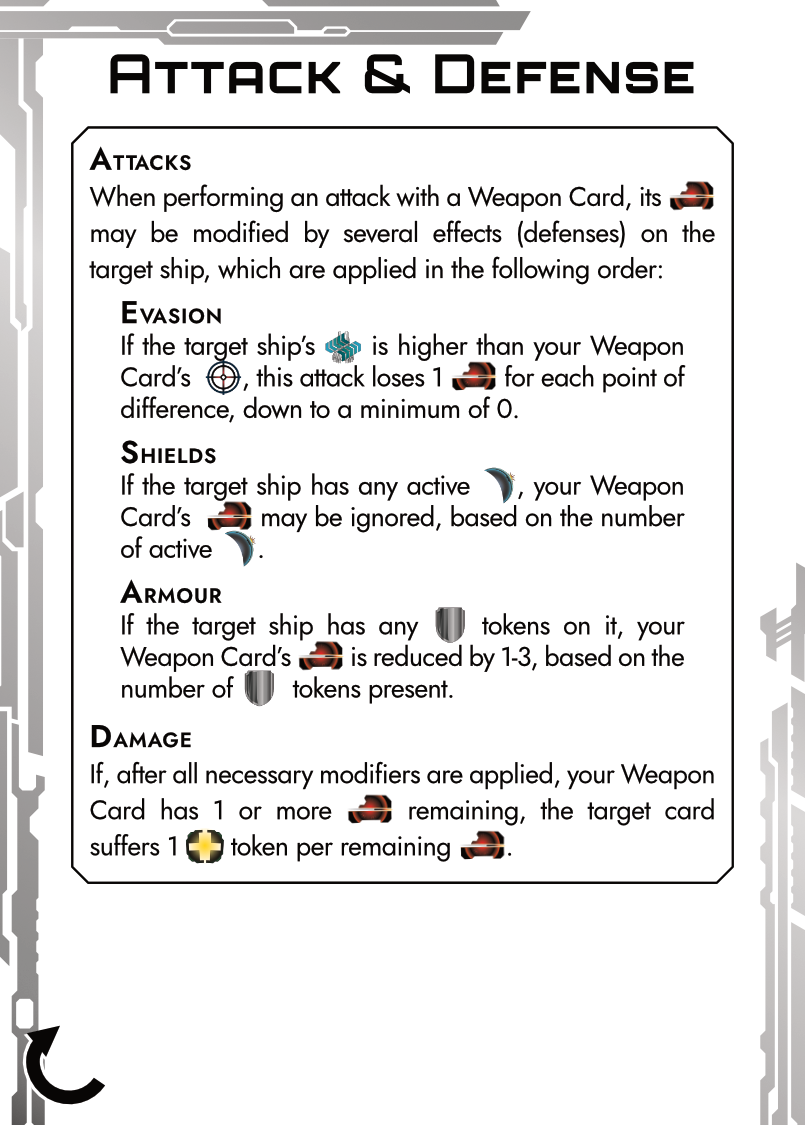 Attack & Defense
Attacks
When performing an attack with a Weapon Card, its
may be modified by several effects (defenses) on the
target ship, which are applied in the following order:
Evasion
If the target ship's is higher than your Weapon
Card's , this attack loses 1 for each point of
difference, down to a minimum of 0.
Shields
If the target ship has any active , your Weapon
Card's may be ignored, based on the number
of active .
Armour
If the target ship has any tokens on it, your
Weapon Card's is reduced by 1-3, based on the
number of tokens present.
Damage
If, after all necessary modifiers are applied, your Weapon
Card has 1 or more remaining, the target card
suffers 1 token per remaining .